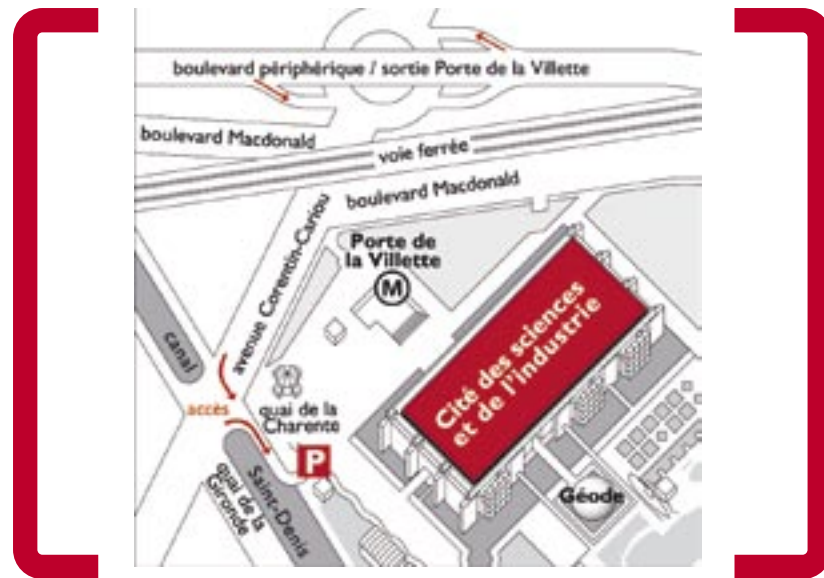 boulevard périphérique / sortie Porte de la Villette
boulevard Macdonald
voie ferrée
boulevard Macdonald
avenue Corentin-Cariou
Porte de
la Villette
M
Cité des sciences
et de l'industrie
canal
accès
quai de la
Charente
P
Saint-Denis
quai de la
Gironde
Géode